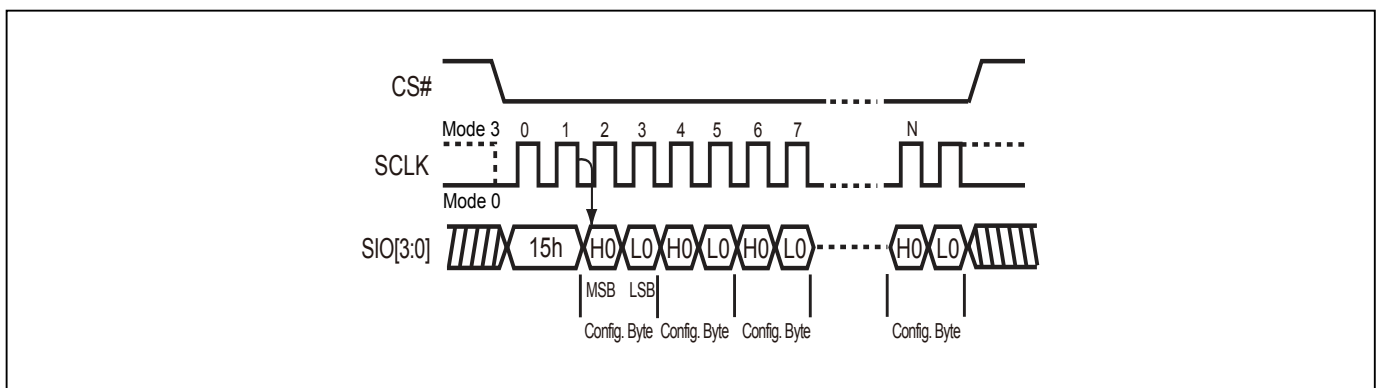 CS#
Mode 3 0 1 2 3 4 5 6 7 N
SCLK
Mode 0
SIO[3:0] 15h H0 L0 H0 L0 H0 L0 H0 L0
MSB LSB
Config. Byte Config. Byte Config. Byte Config. Byte